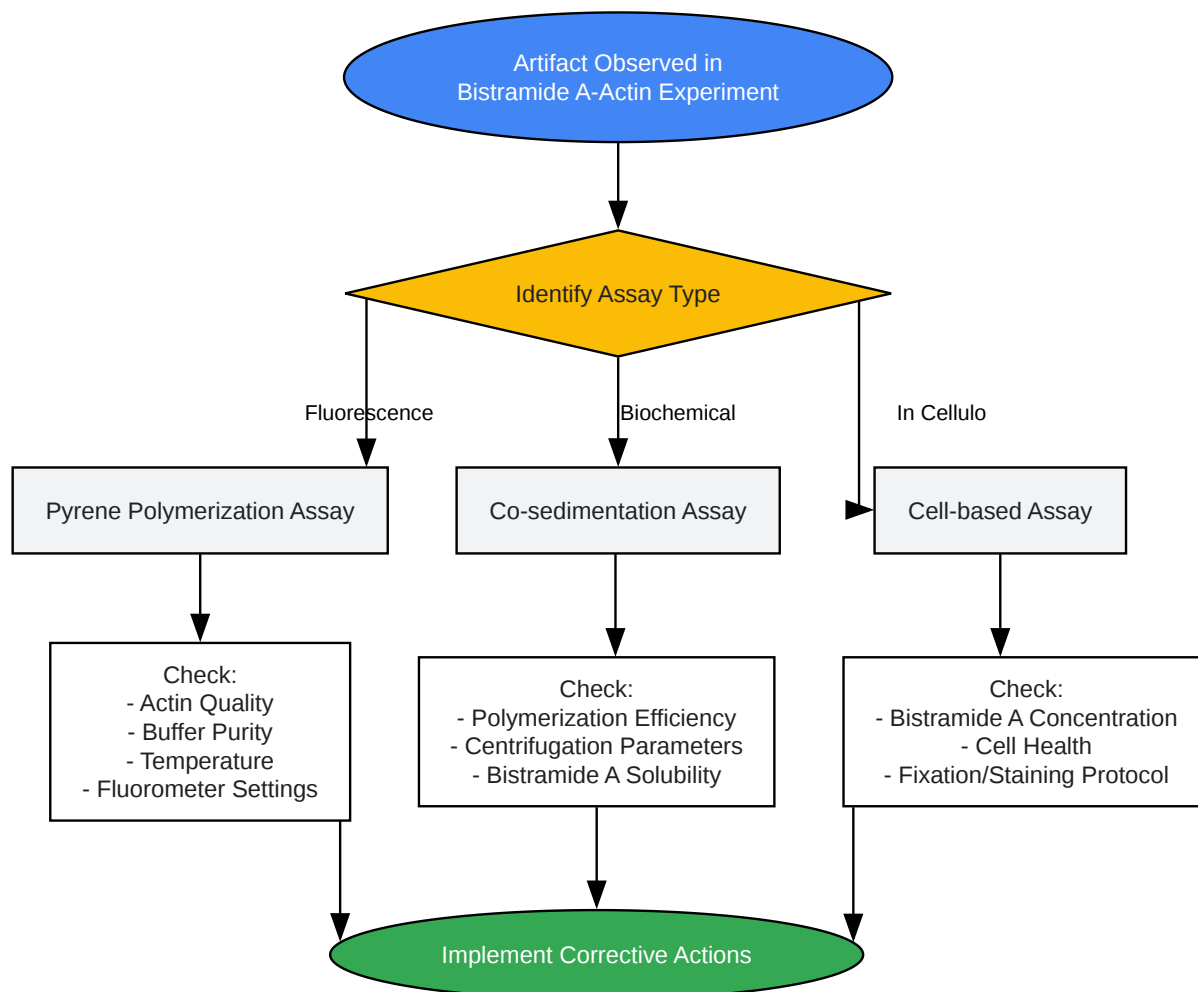 Artifact Observed in
Bistramide A-Actin Experiment
Identify Assay Type
Fluorescence
Biochemical
In Cellulo
Pyrene Polymerization Assay
Co-sedimentation Assay
Cell-based Assay
Check:
- Actin Quality
- Buffer Purity
- Temperature
- Fluorometer Settings
Check:
- Polymerization Efficiency
- Centrifugation Parameters
- Bistramide A Solubility
Check:
- Bistramide A Concentration
- Cell Health
- Fixation/Staining Protocol
Implement Corrective Actions